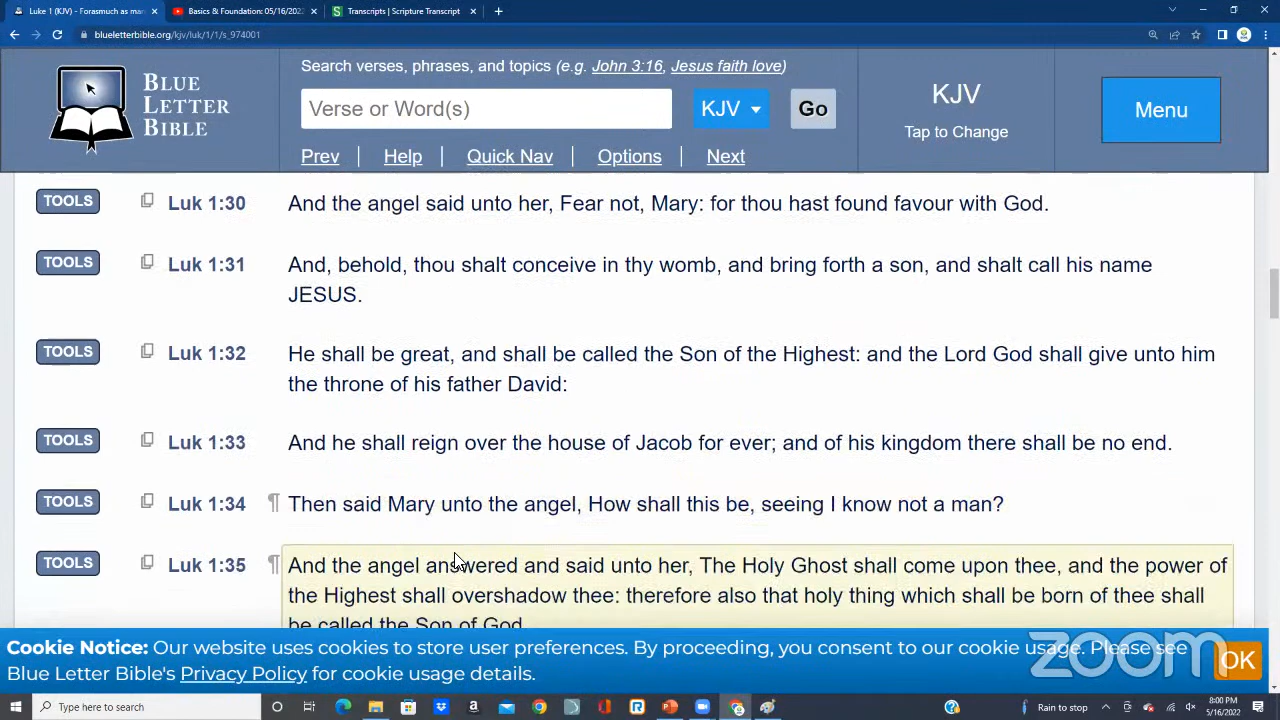 Luke 1 (KJV) - Forasmuch as man
Basics & Foundation: 05/16/2022
Transcripts | Scripture Transcript
blueletterbible.org/kjv/luk/1/1/s_974001
BLUE
LETTER
BIBLE
Search verses, phrases, and topics (e.g. John 3:16, Jesus faith love)
Verse or Word(s)
KJV
Go
Prev | Help | Quick Nav | Options | Next
KJV
Tap to Change
Menu
TOOLS Luk 1:30 And the angel said unto her, Fear not, Mary: for thou hast found favour with God.
TOOLS Luk 1:31 And, behold, thou shalt conceive in thy womb, and bring forth a son, and shalt call his name
JESUS.
TOOLS Luk 1:32 He shall be great, and shall be called the Son of the Highest: and the Lord God shall give unto him
the throne of his father David:
TOOLS Luk 1:33 And he shall reign over the house of Jacob for ever; and of his kingdom there shall be no end.
TOOLS Luk 1:34 ¶ Then said Mary unto the angel, How shall this be, seeing I know not a man?
TOOLS Luk 1:35 ¶ And the angel answered and said unto her, The Holy Ghost shall come upon thee, and the power of
the Highest shall overshadow thee: therefore also that holy thing which shall be born of thee shall
be called the Son of God.
Cookie Notice: Our website uses cookies to store user preferences. By proceeding, you consent to our cookie usage. Please see
Blue Letter Bible's Privacy Policy for cookie usage details.
OK
zoom
Type here to search
Rain to stop
8:00 PM
5/16/2022